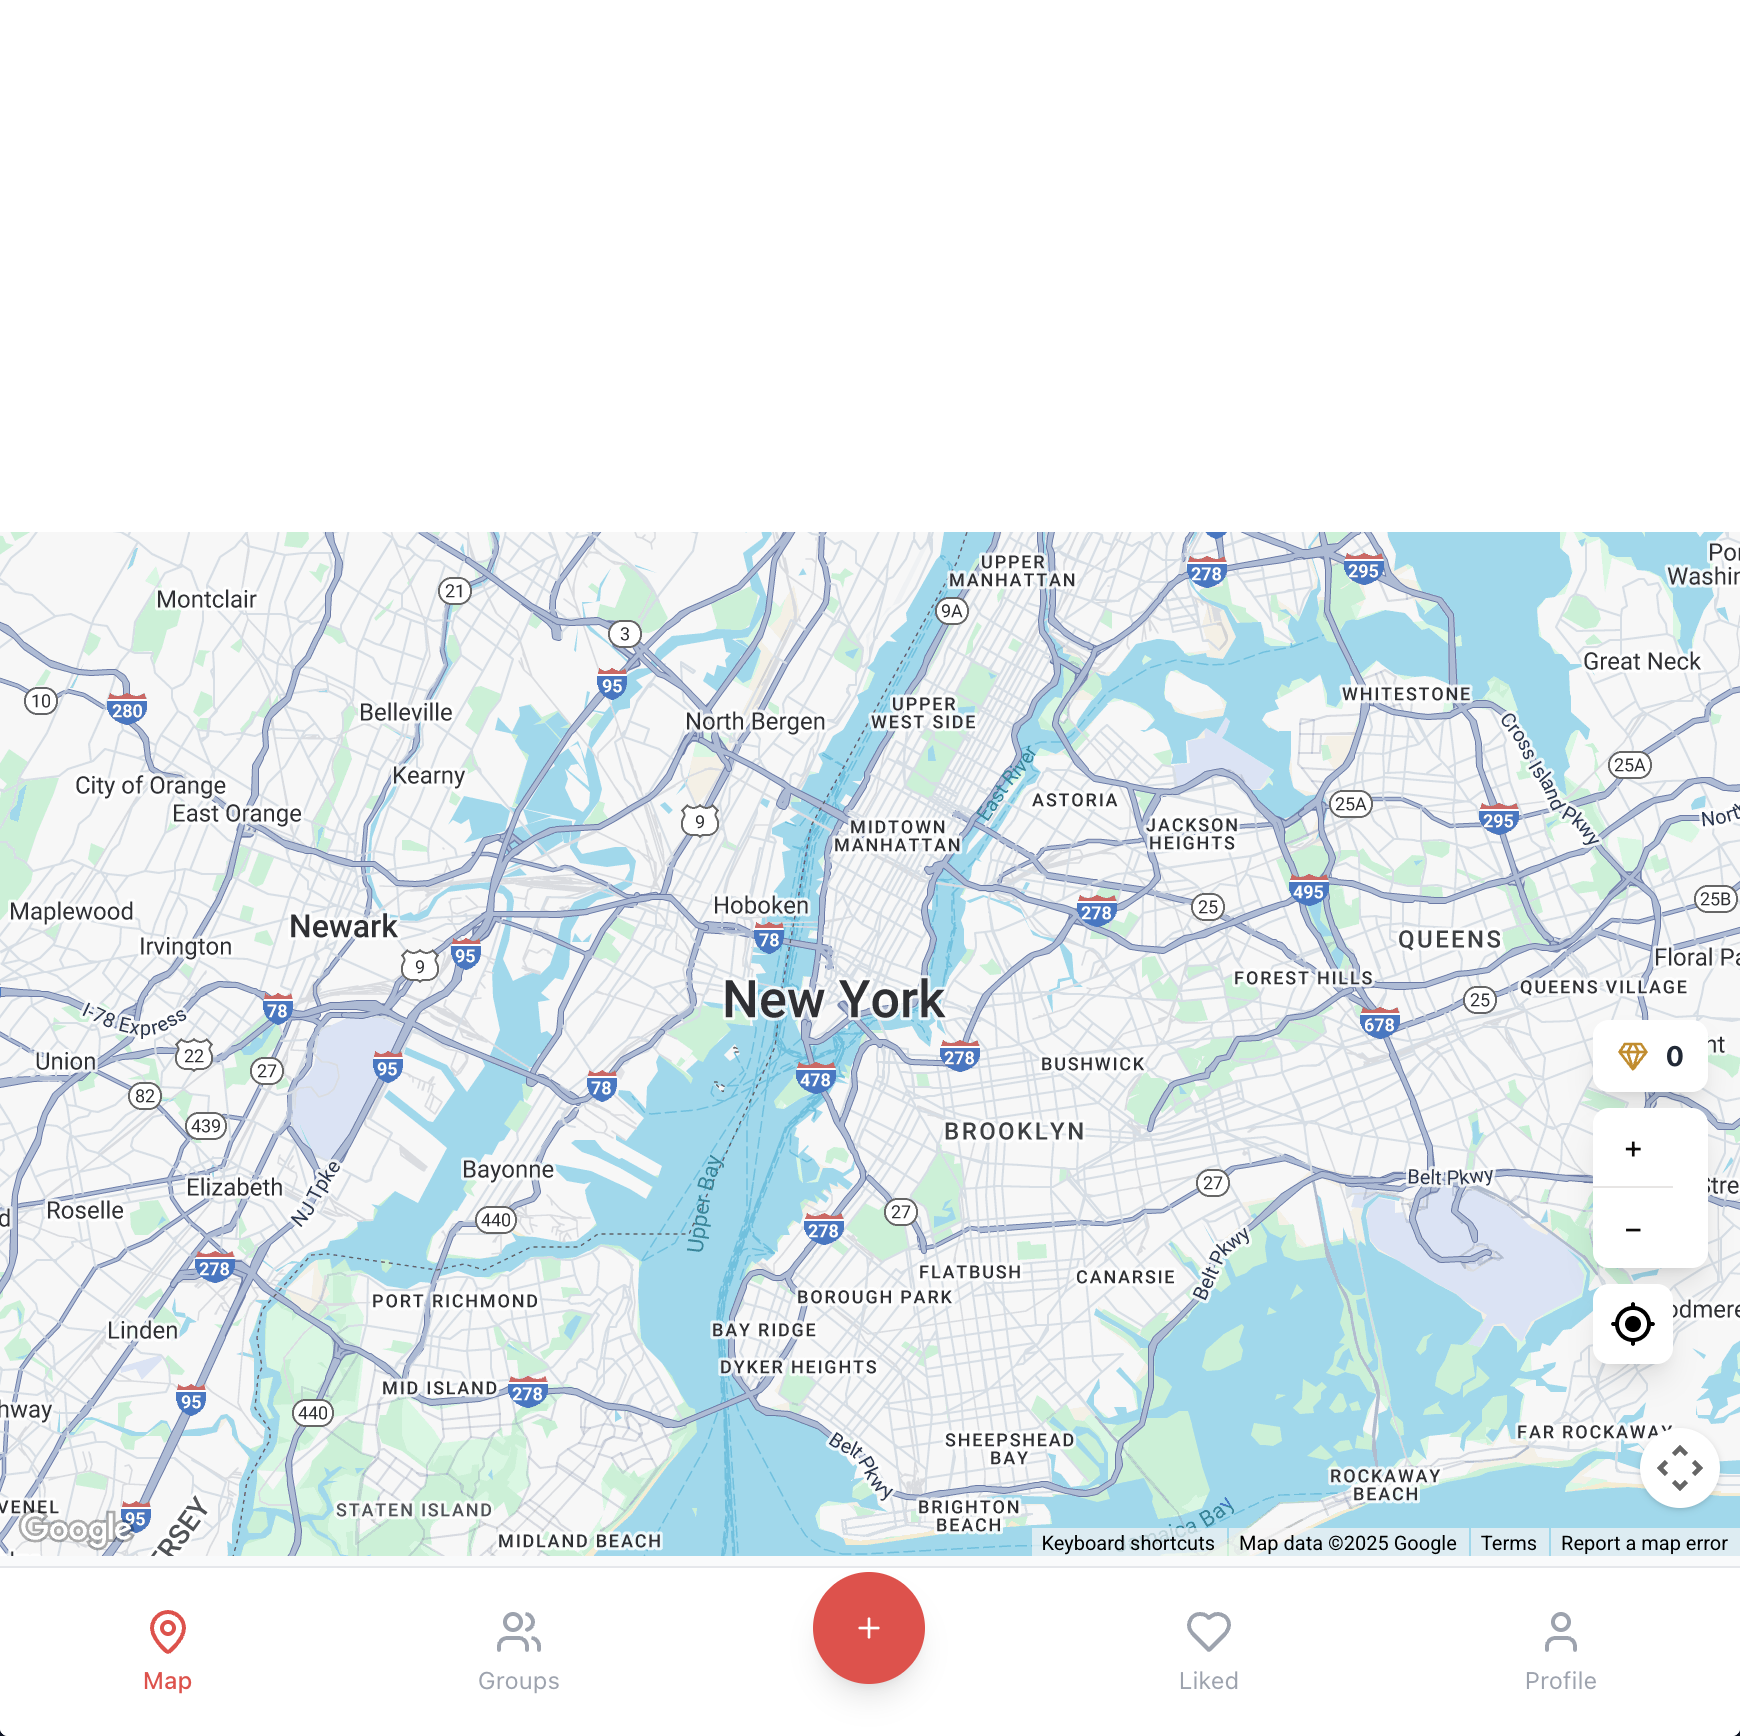 UPPER
MANHATTAN
278
295
Montclair
21
9A
3
Great Neck
95
10
280
WHITESTONE
Belleville
UPPER
WEST SIDE
North Bergen
Cross Island Pkwy
25A
Kearny
City of Orange
East River
ASTORIA
25A
East Orange
9
295
MIDTOWN
MANHATTAN
JACKSON
HEIGHTS
495
25B
Maplewood
Hoboken
278
25
Newark
78
QUEENS
Irvington
95
9
Floral
FOREST HILLS
QUEENS VILLAGE
New York
25
78
I-78 Express
678
22
Union
278
0
95
27
BUSHWICK
478
78
82
439
BROOKLYN
+
Bayonne
Belt Pkwy
27
Elizabeth
NJ Tpke
Upper Bay
Roselle
440
27
278
−
278
FLATBUSH
CANARSIE
Belt Pkwy
PORT RICHMOND
BOROUGH PARK
Linden
BAY RIDGE
DYKER HEIGHTS
MID ISLAND
278
95
440
FAR ROCKAWAY
SHEEPSHEAD
BAY
Belt Pkwy
ROCKAWAY
BEACH
STATEN ISLAND
BRIGHTON
BEACH
95
Google
MIDLAND BEACH
Keyboard shortcuts
Map data ©2025 Google
Terms
Report a map error
+
Map
Groups
Liked
Profile